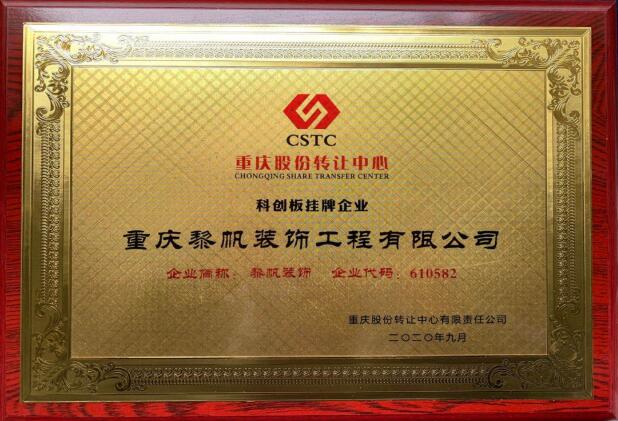 CSTC
重庆股份转让中心
CHONGQING SHARE TRANSFER CENTER
科创板挂牌企业
重庆黎帆装饰工程有限公司
企业简称：黎帆装饰 企业代码：610582
重庆股份转让中心有限责任公司
二〇二〇年九月